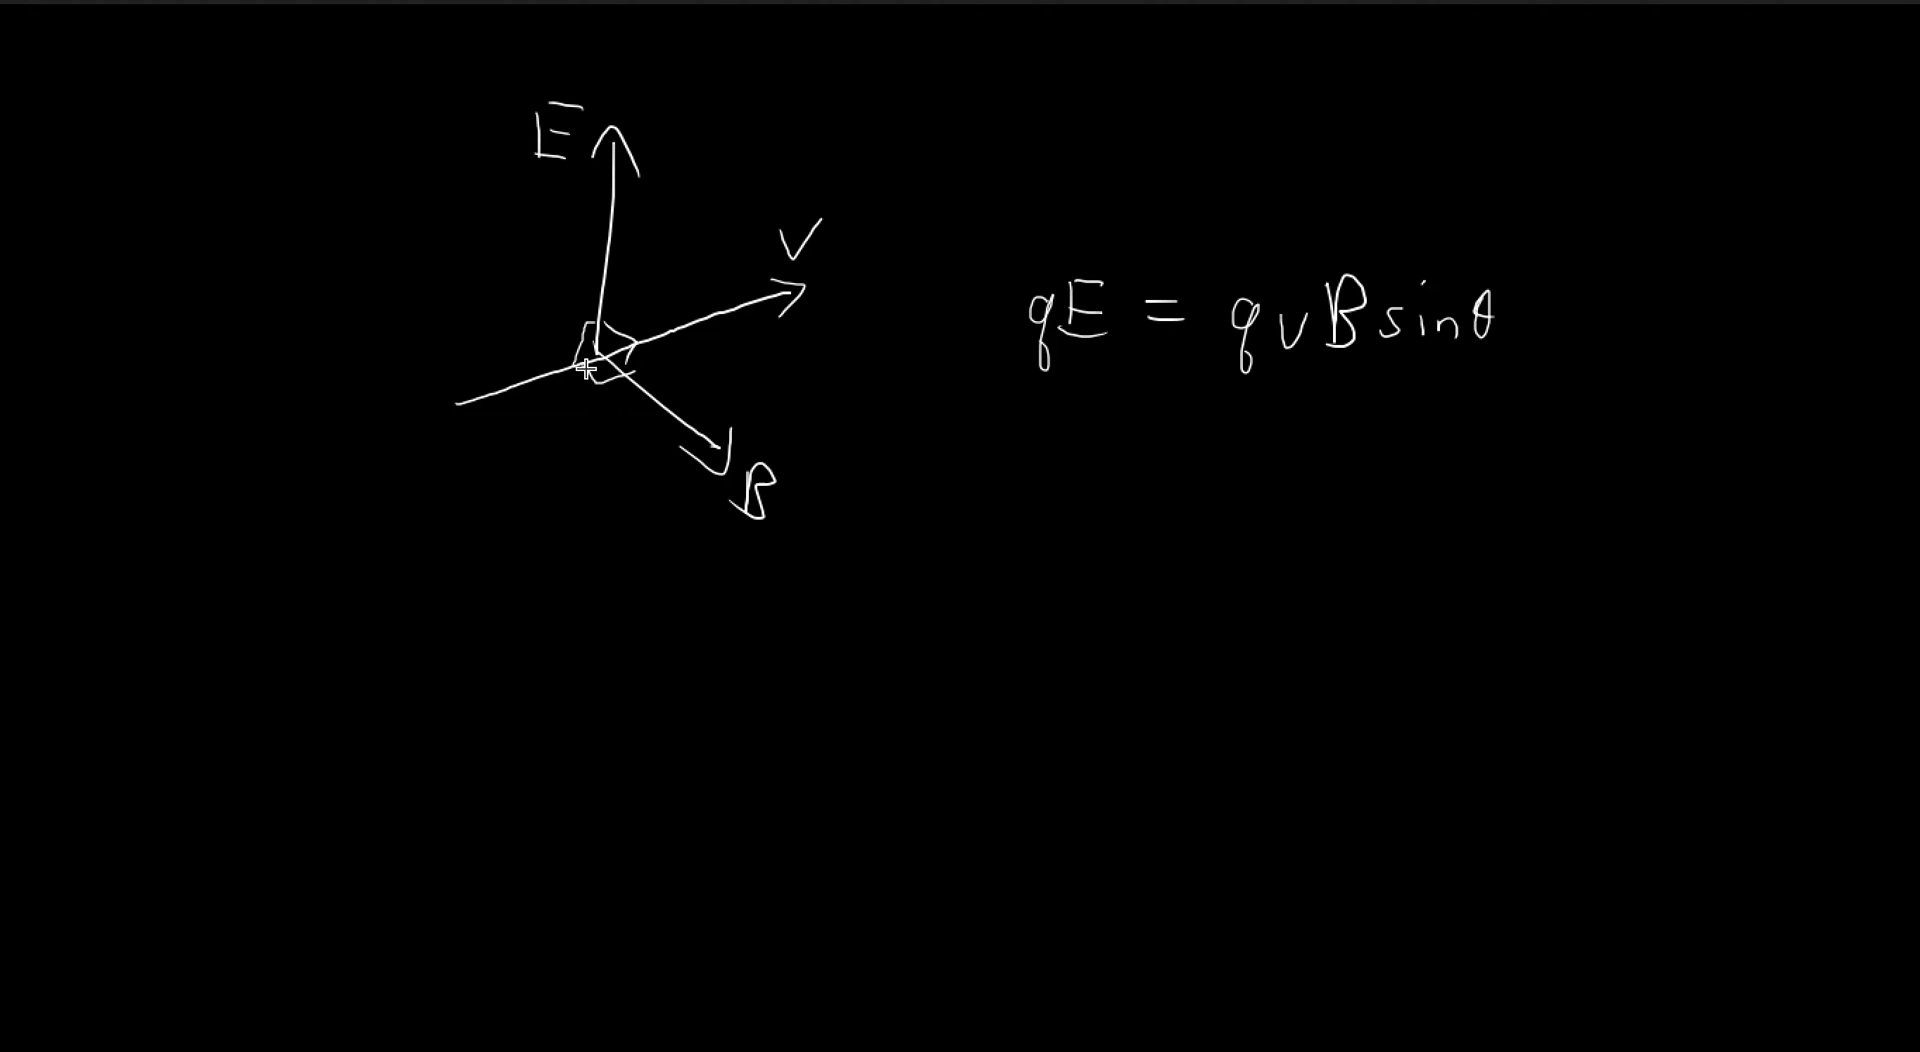 E
V
qE = qvBsinθ
B